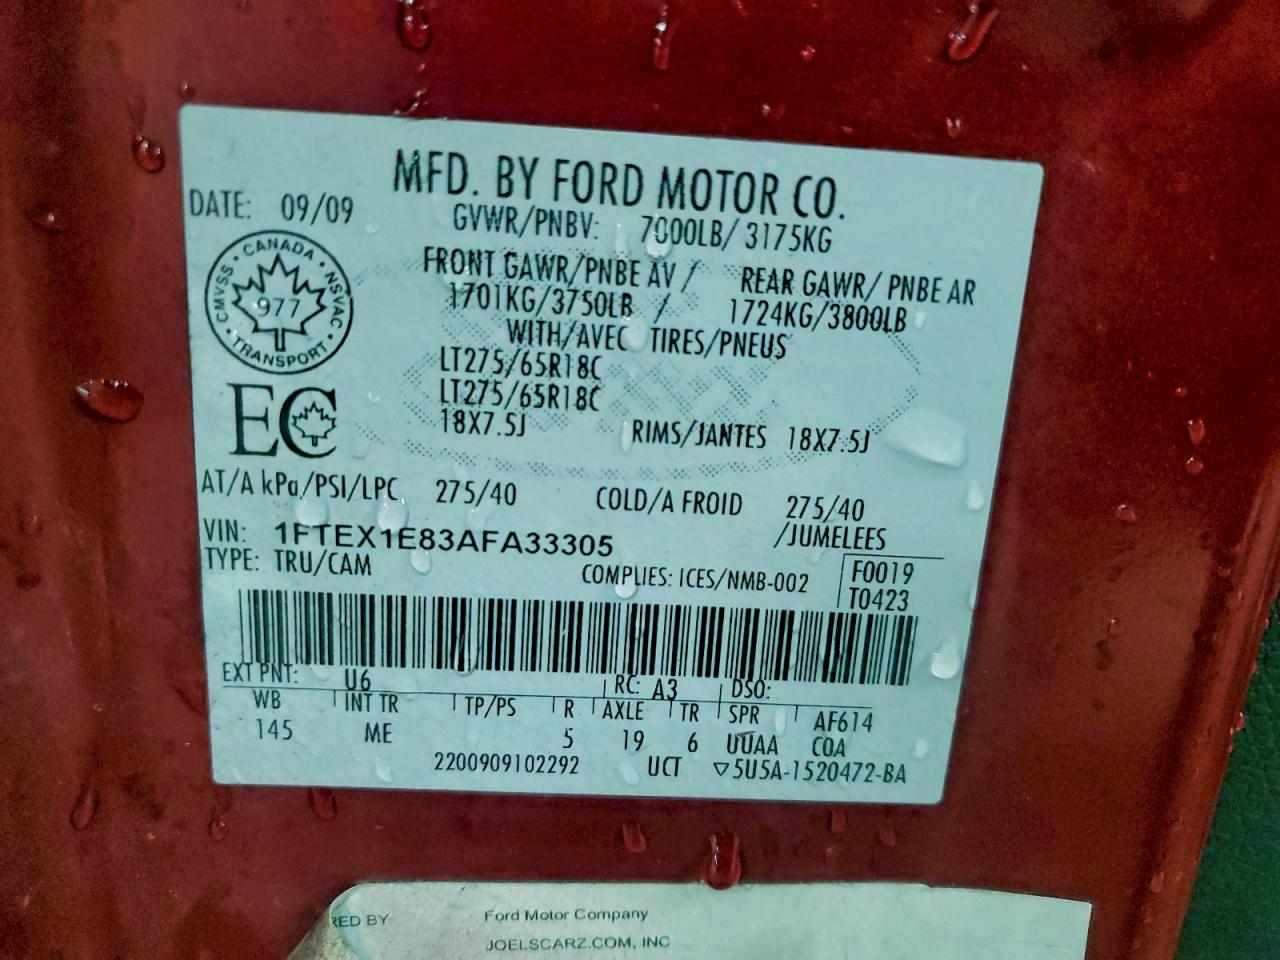 MFD. BY FORD MOTOR CO.
DATE: 09/09
GVWR/PNBV: 7000LB/ 3175KG
CANADA • NSVAC • TRANSPORT • CMVSS •
977
FRONT GAWR/PNBE AV / REAR GAWR/ PNBE AR
1701KG/3750LB / 1724KG/3800LB
WITH/AVEC TIRES/PNEUS
LT275/65R18C
LT275/65R18C
18X7.5J RIMS/JANTES 18X7.5J
EC
AT/A kPa/PSI/LPC 275/40 COLD/A FROID 275/40
VIN: 1FTEX1E83AFA33305 /JUMELEES
TYPE: TRU/CAM COMPLIES: ICES/NMB-002 F0019
T0423
EXT PNT: U6 RC: A3 DSO:
WB INT TR TP/PS R AXLE TR SPR AF614
145 ME 5 19 6 UUAA C0A
2200909102292 UCT ▽5U5A-1520472-BA
RED BY Ford Motor Company
JOELSCARZ.COM, INC